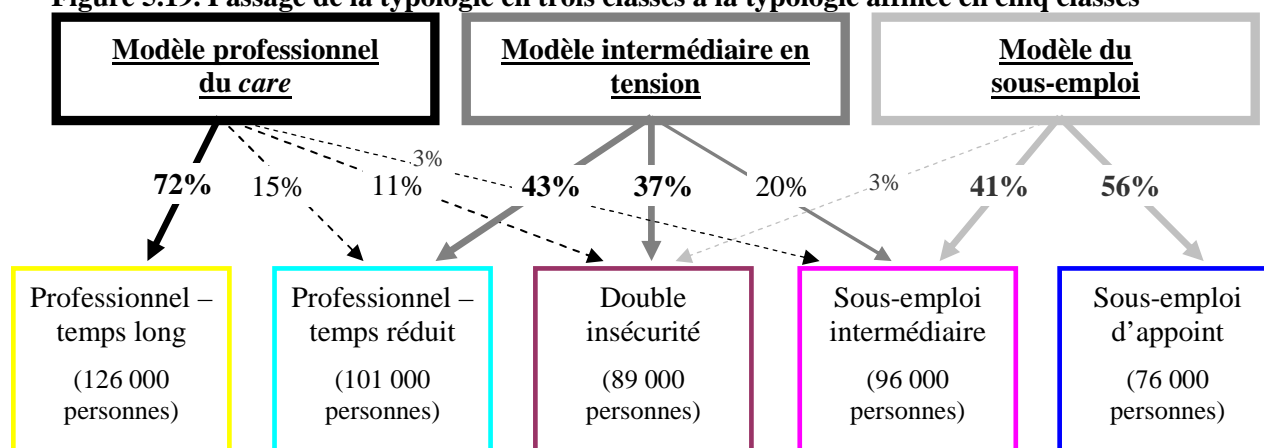 Figure 5.19. Passage de la typologie en trois classes à la typologie affinée en cinq classes
Modèle professionnel
du care
Modèle intermédiaire en
tension
Modèle du
sous-emploi
72%
15%
11%
3%
43%
37%
20%
3%
41%
56%
Professionnel –
temps long
(126 000
personnes)
Professionnel –
temps réduit
(101 000
personnes)
Double
insécurité
(89 000
personnes)
Sous-emploi
intermédiaire
(96 000
personnes)
Sous-emploi
d’appoint
(76 000
personnes)